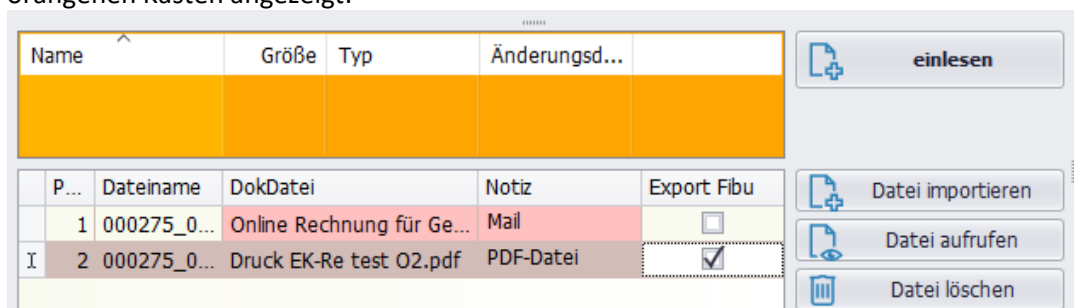 orangenen Kasten angezeigt.
Name Größe Typ Änderungsd... einlesen
P... Dateiname DokDatei Notiz Export Fibu Datei importieren
1 000275_0... Online Rechnung für Ge... Mail
Datei aufrufen
2 000275_0... Druck EK-Re test O2.pdf PDF-Datei
Datei löschen